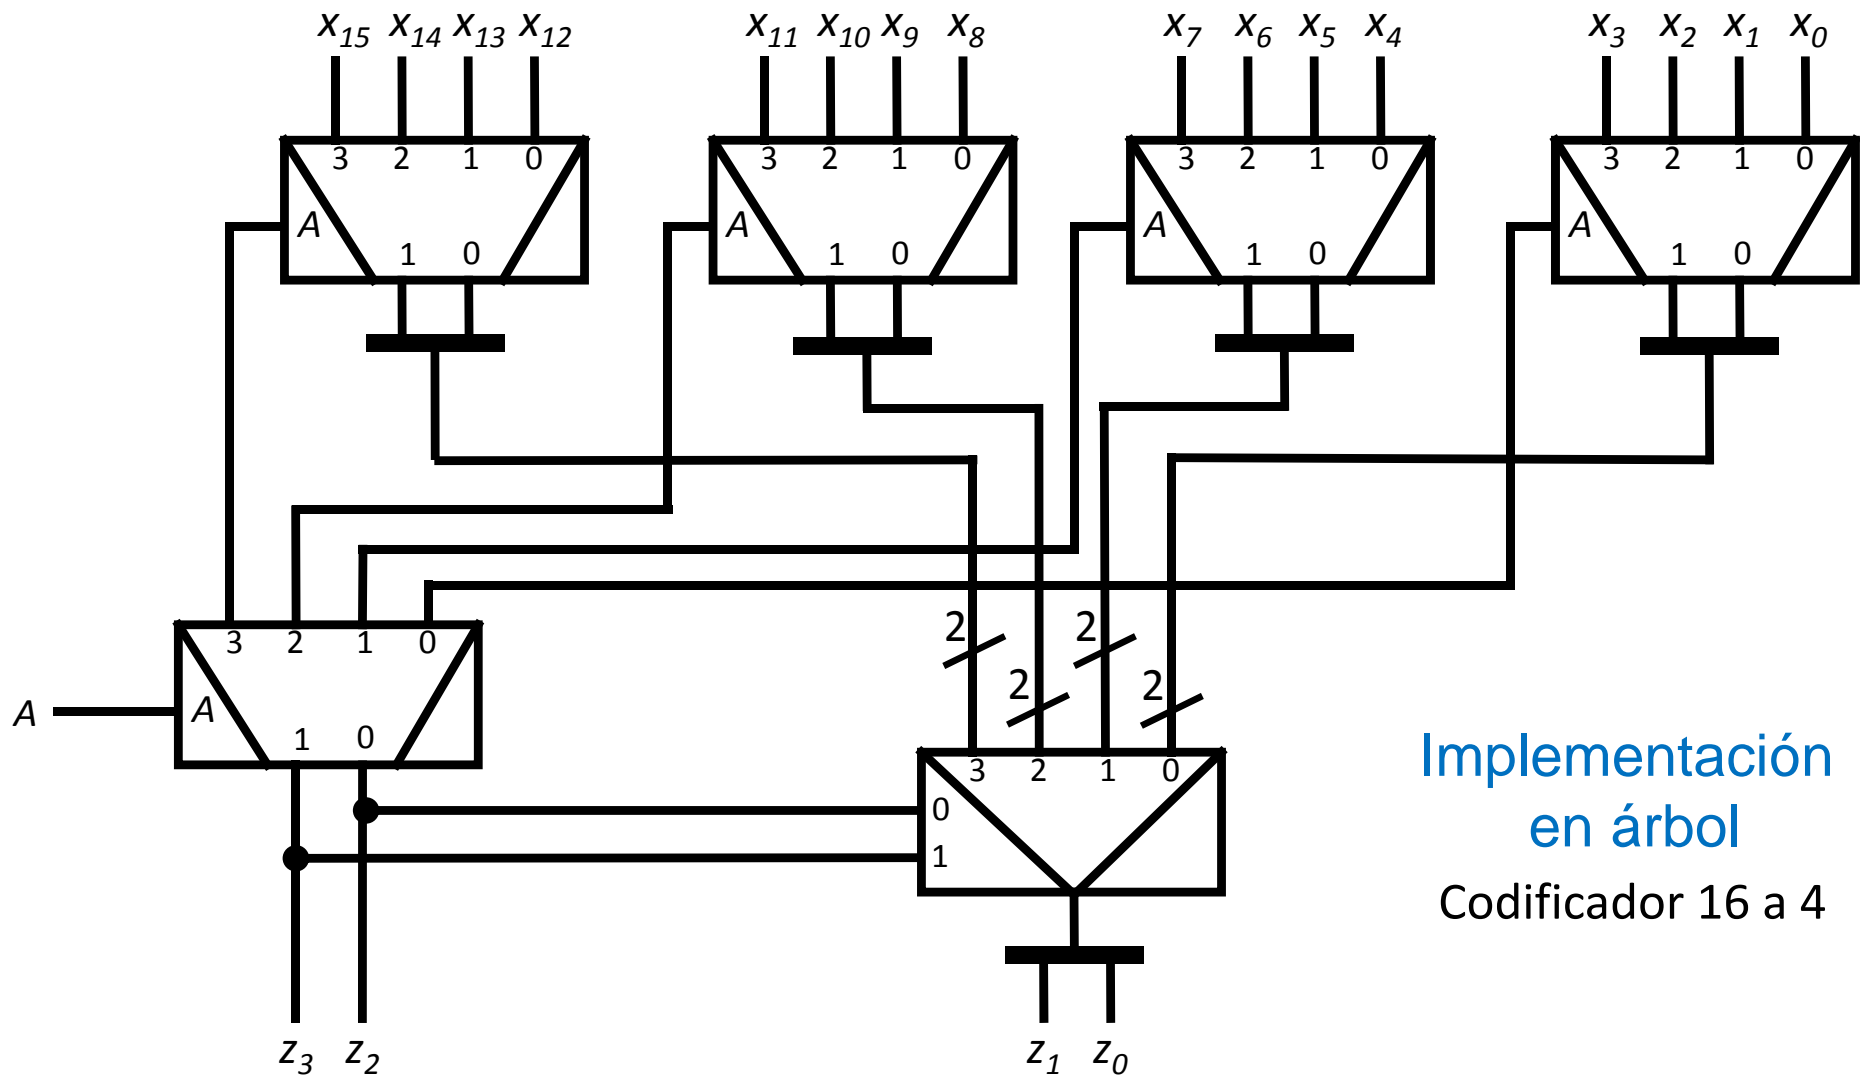 x15 x14 x13 x12 x11 x10 x9 x8 x7 x6 x5 x4 x3 x2 x1 x0
3 2 1 0 3 2 1 0 3 2 1 0 3 2 1 0
A A A A
1 0 1 0 1 0 1 0
2 2
3 2 1 0
2 2
A A
1 0
3 2 1 0
0
1
Implementación
en árbol
Codificador 16 a 4
z3 z2 z1 z0